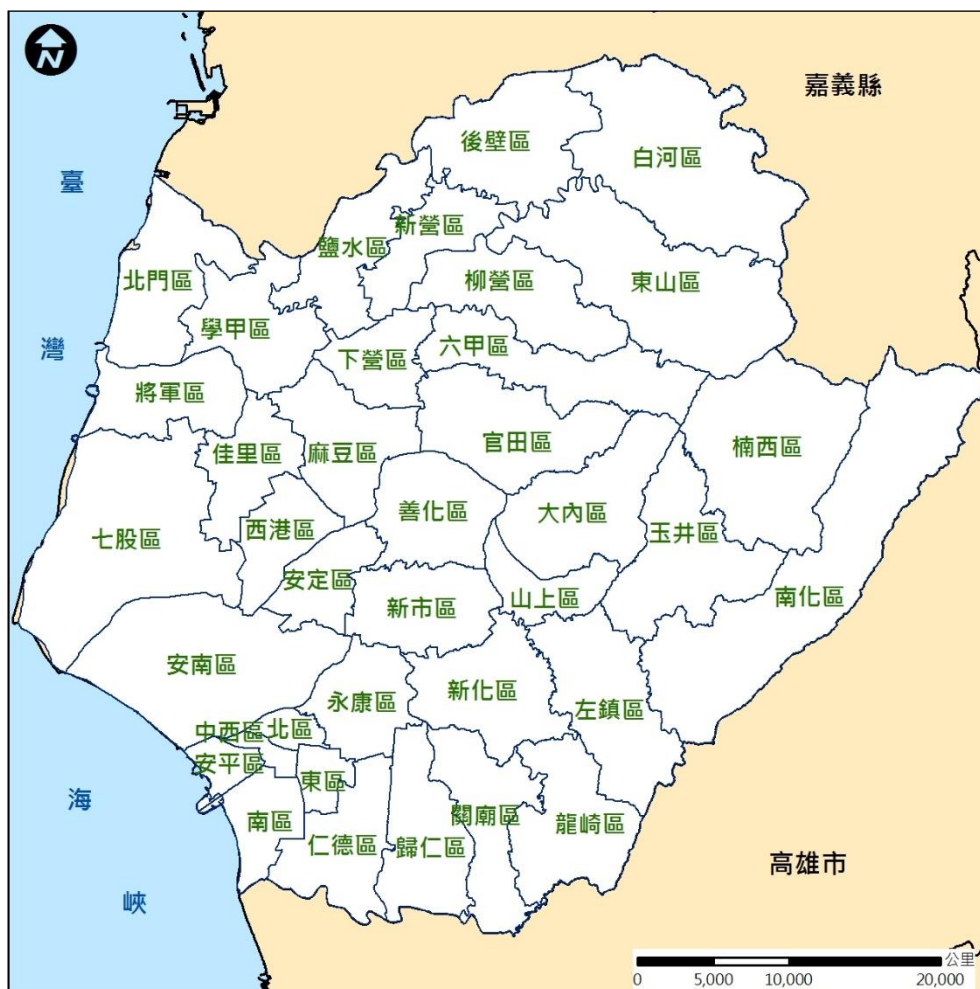 N
嘉義縣
後壁區
白河區
臺灣海峽
新營區
鹽水區
北門區
柳營區
東山區
學甲區
下營區
六甲區
將軍區
佳里區
麻豆區
官田區
楠西區
七股區
西港區
善化區
大內區
玉井區
安定區
新市區
山上區
南化區
安南區
永康區
新化區
左鎮區
中西區
北區
安平區
東區
南區
仁德區
歸仁區
關廟區
龍崎區
高雄市
公里
0 5,000 10,000 20,000